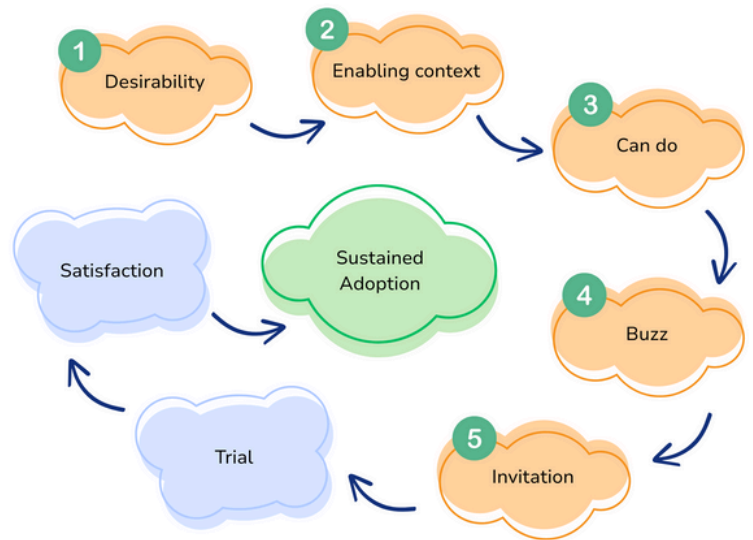 1
Desirability
2
Enabling context
3
Can do
4
Buzz
5
Invitation
Trial
Satisfaction
Sustained
Adoption